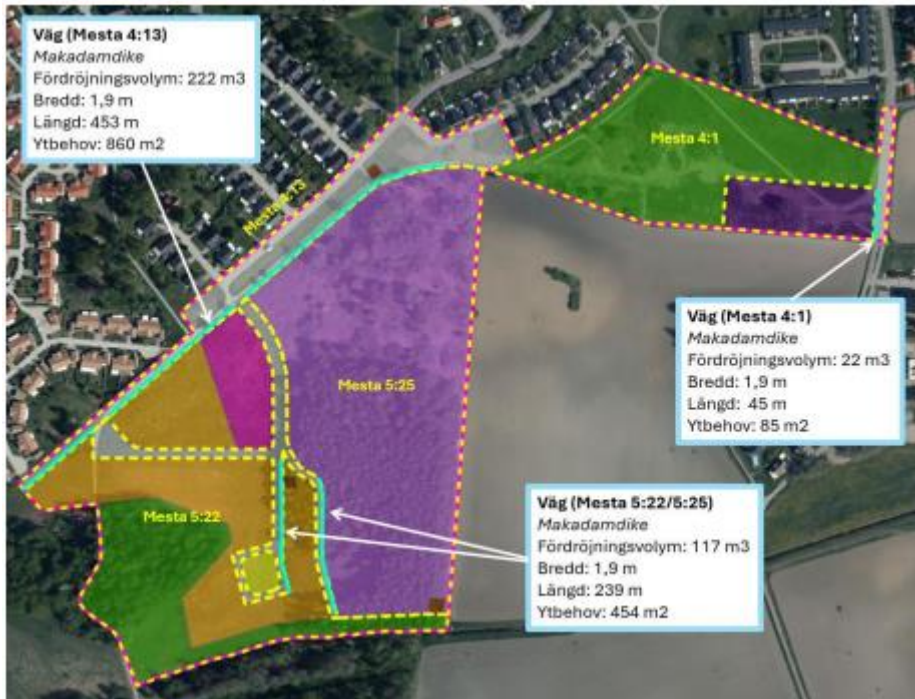 Väg (Mesta 4:13)
Makadamdike
Fördröjningsvolym: 222 m3
Bredd: 1,9 m
Längd: 453 m
Ytbehov: 860 m2
Mesta 4:1
Mesta 4:13
Väg (Mesta 4:1)
Makadamdike
Fördröjningsvolym: 22 m3
Bredd: 1,9 m
Längd: 45 m
Ytbehov: 85 m2
Mesta 5:25
Mesta 5:22
Väg (Mesta 5:22/5:25)
Makadamdike
Fördröjningsvolym: 117 m3
Bredd: 1,9 m
Längd: 239 m
Ytbehov: 454 m2